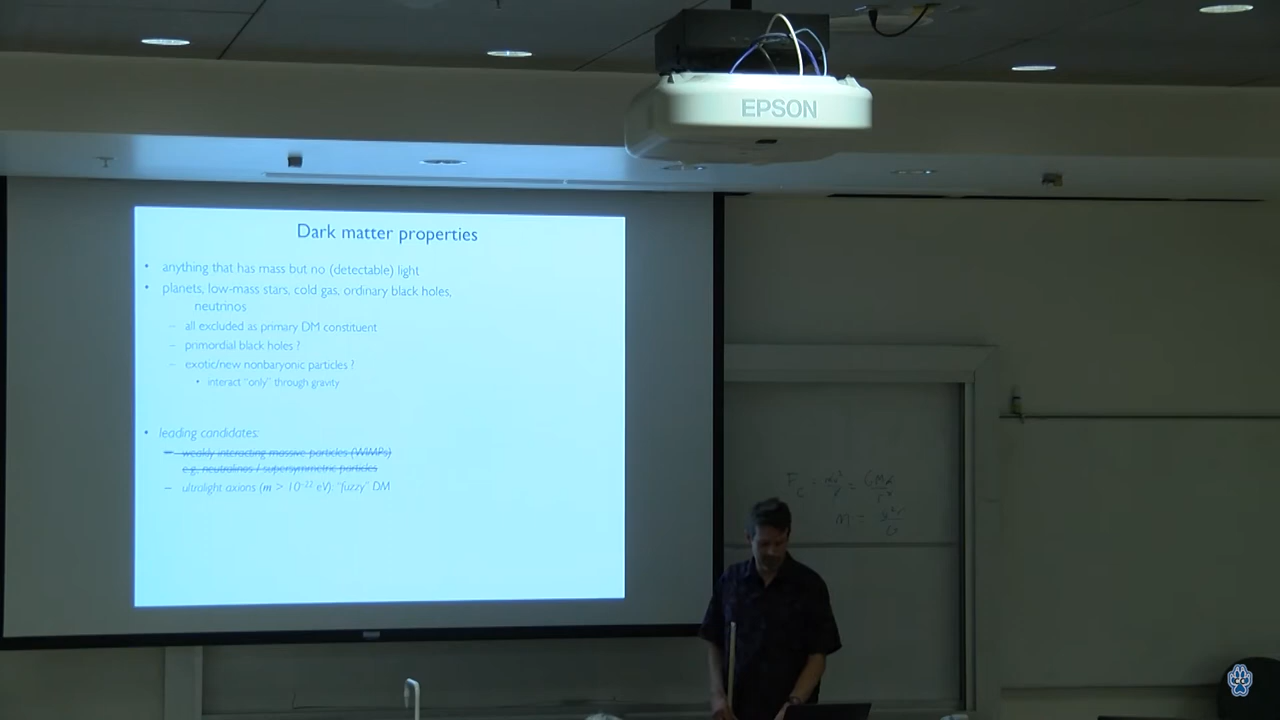 EPSON
Dark matter properties
• anything that has mass but no (detectable) light
• planets, low-mass stars, cold gas, ordinary black holes,
neutrinos
– all excluded as primary DM constituent
– primordial black holes ?
– exotic/new nonbaryonic particles ?
• interact "only" through gravity
• leading candidates:
– weakly interacting massive particles (WIMPs)
e.g., neutralinos / supersymmetric particles
– ultralight axions (m > 10⁻²² eV). "fuzzy" DM